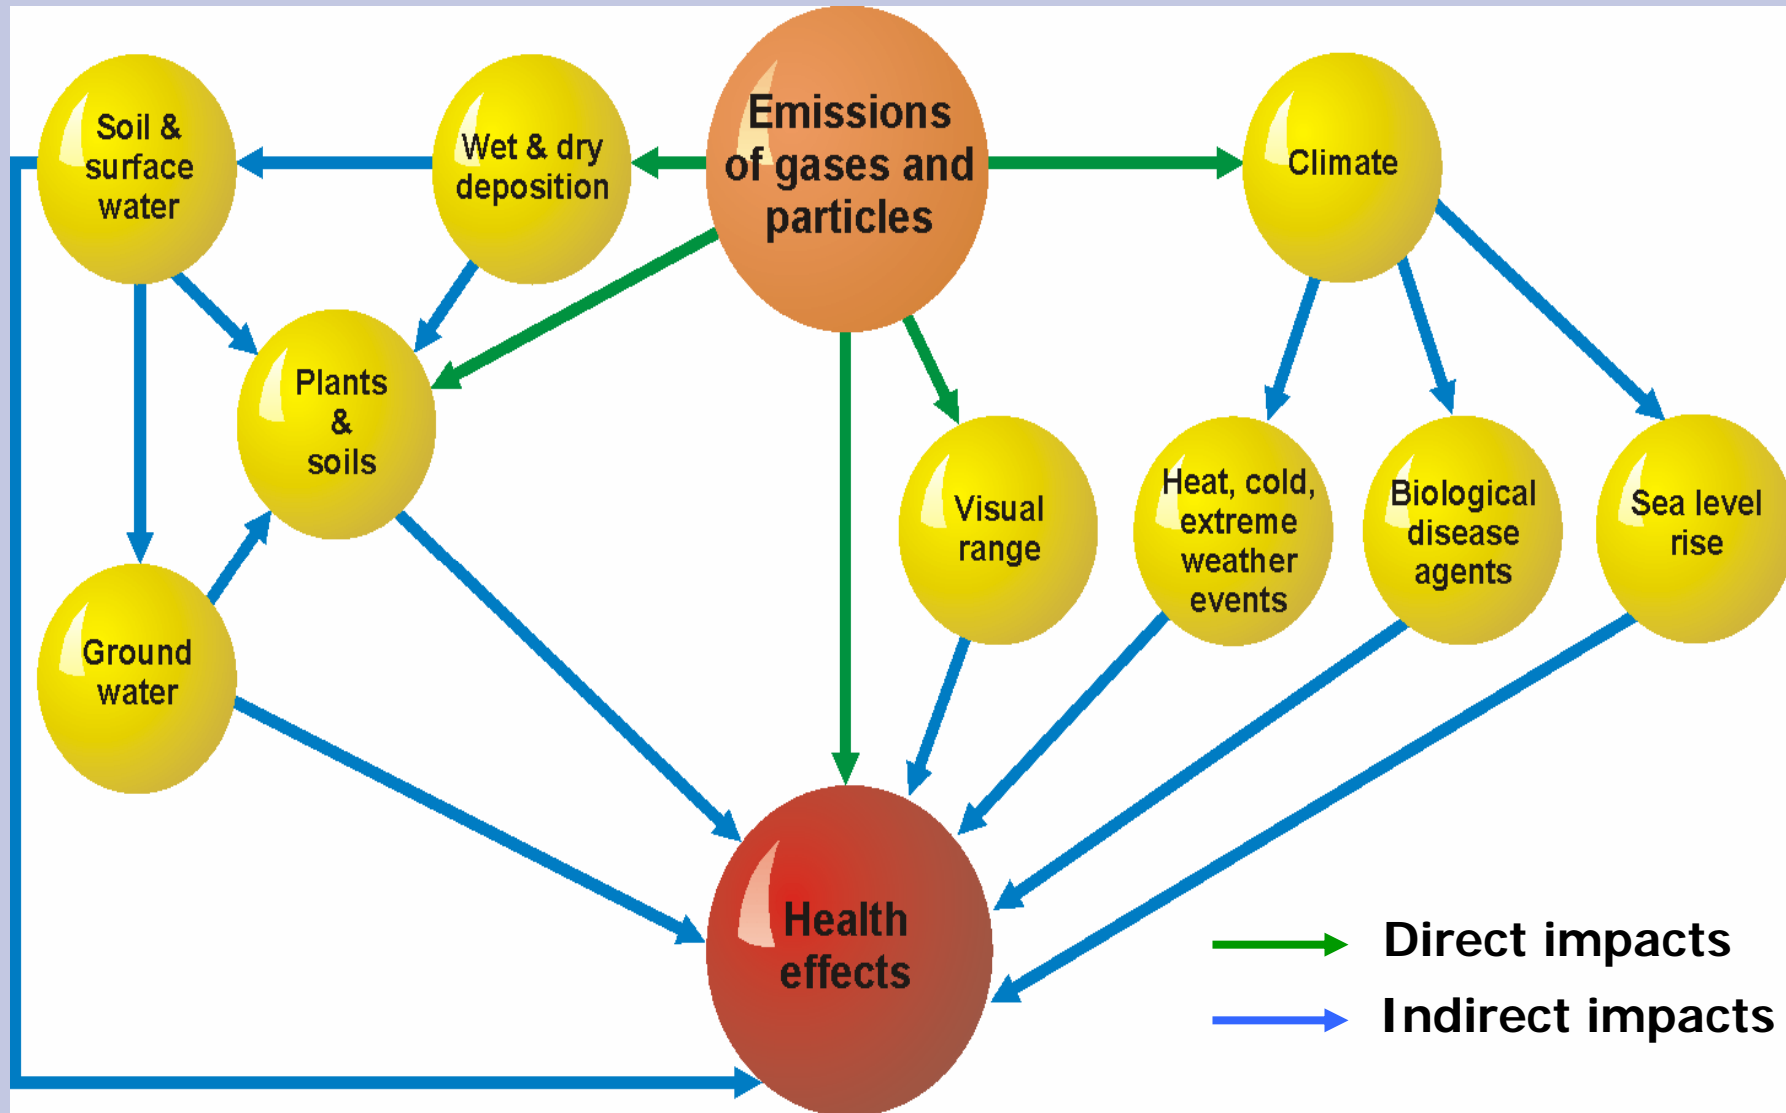 Emissions
of gases and
particles
Soil &
surface
water
Wet & dry
deposition
Climate
Plants
&
soils
Visual
range
Heat, cold,
extreme
weather
events
Biological
disease
agents
Sea level
rise
Ground
water
Health
effects
Direct impacts
Indirect impacts